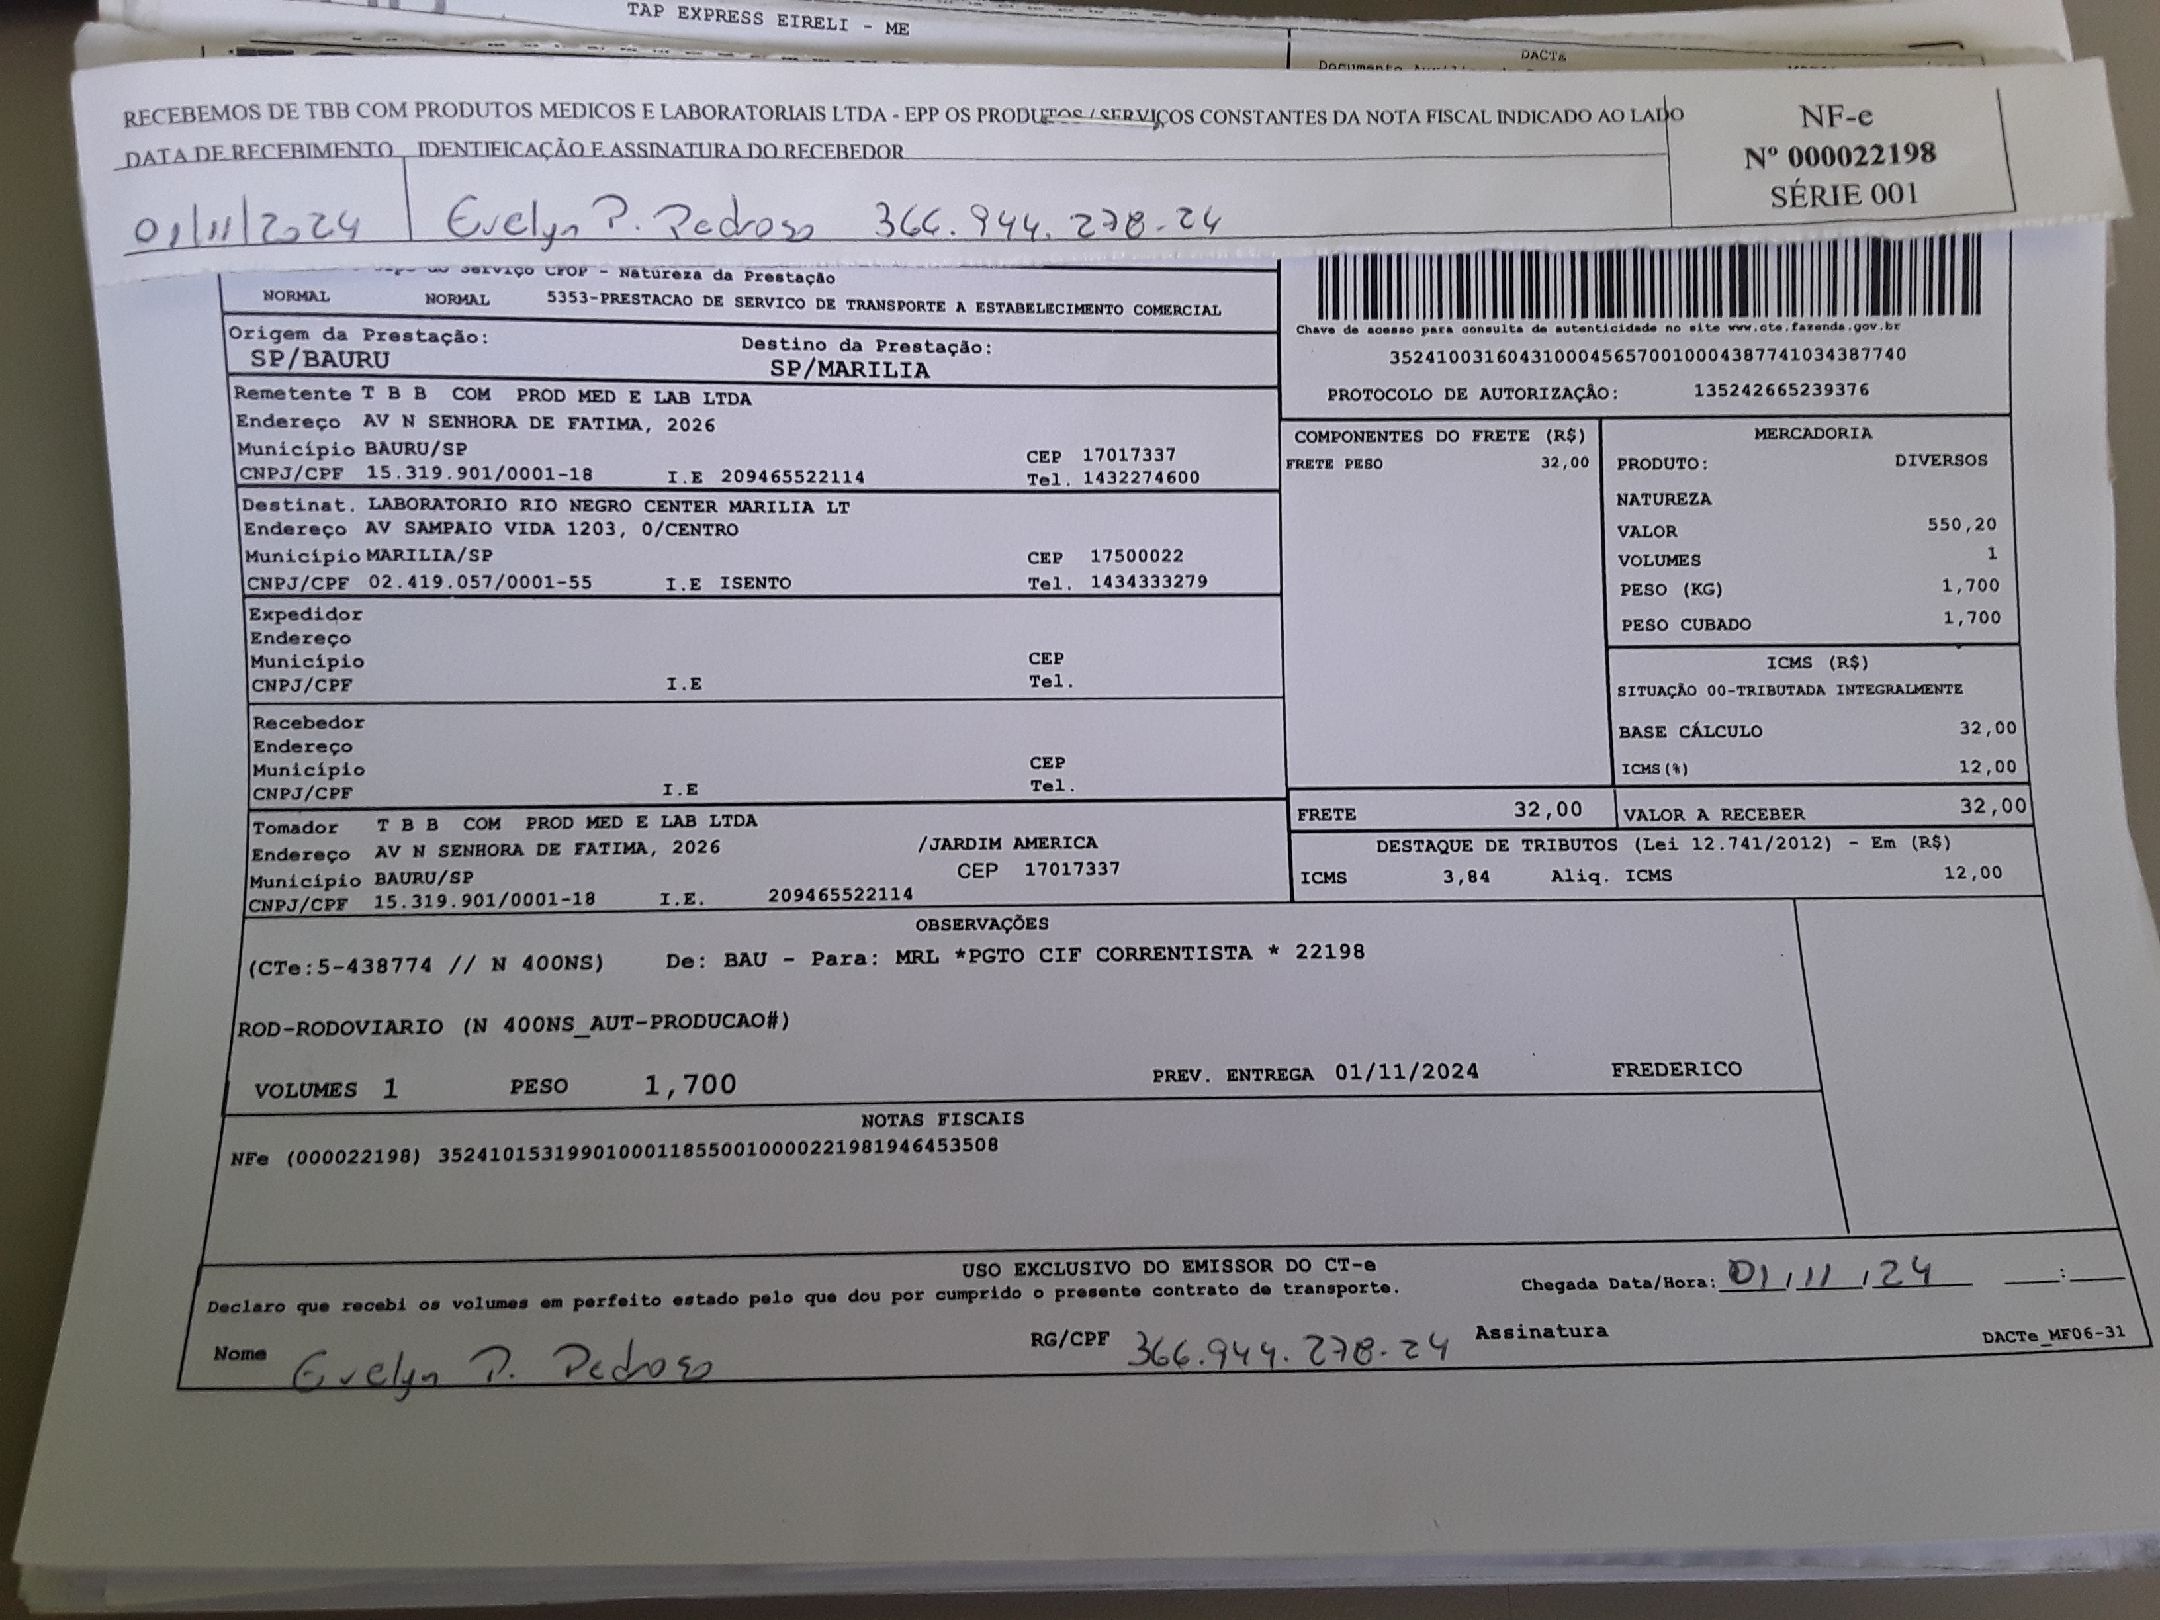 TAP EXPRESS EIRELI - ME
DACTe
RECEBEMOS DE TBB COM PRODUTOS MEDICOS E LABORATORIAIS LTDA - EPP OS PRODUTOS / SERVIÇOS CONSTANTES DA NOTA FISCAL INDICADO AO LADO
DATA DE RECEBIMENTO IDENTIFICAÇÃO E ASSINATURA DO RECEBEDOR
NF-e
Nº 000022198
SÉRIE 001
01/11/2024 Evelyn P. Pedroso 366.944.278-24
Serviço CFOP - Natureza da Prestação
NORMAL NORMAL 5353-PRESTACAO DE SERVICO DE TRANSPORTE A ESTABELECIMENTO COMERCIAL
Origem da Prestação: Destino da Prestação:
SP/BAURU SP/MARILIA
Chave de acesso para consulta de autenticidade no site www.cte.fazenda.gov.br
35241003160431000456570010004387741034387740
PROTOCOLO DE AUTORIZAÇÃO: 135242665239376
Remetente T B B COM PROD MED E LAB LTDA
Endereço AV N SENHORA DE FATIMA, 2026
Município BAURU/SP CEP 17017337
CNPJ/CPF 15.319.901/0001-18 I.E 209465522114 Tel. 1432274600
Destinat. LABORATORIO RIO NEGRO CENTER MARILIA LT
Endereço AV SAMPAIO VIDA 1203, 0/CENTRO
Município MARILIA/SP CEP 17500022
CNPJ/CPF 02.419.057/0001-55 I.E ISENTO Tel. 1434333279
Expedidor
Endereço
Município CEP
CNPJ/CPF I.E Tel.
Recebedor
Endereço
Município CEP
CNPJ/CPF I.E Tel.
Tomador T B B COM PROD MED E LAB LTDA
Endereço AV N SENHORA DE FATIMA, 2026 /JARDIM AMERICA
Município BAURU/SP CEP 17017337
CNPJ/CPF 15.319.901/0001-18 I.E. 209465522114
COMPONENTES DO FRETE (R$)
FRETE PESO 32,00
MERCADORIA
PRODUTO: DIVERSOS
NATUREZA
VALOR 550,20
VOLUMES 1
PESO (KG) 1,700
PESO CUBADO 1,700
ICMS (R$)
SITUAÇÃO 00-TRIBUTADA INTEGRALMENTE
BASE CÁLCULO 32,00
ICMS(%) 12,00
FRETE 32,00 VALOR A RECEBER 32,00
DESTAQUE DE TRIBUTOS (Lei 12.741/2012) - Em (R$)
ICMS 3,84 Aliq. ICMS 12,00
OBSERVAÇÕES
(CTe:5-438774 // N 400NS) De: BAU - Para: MRL *PGTO CIF CORRENTISTA * 22198
ROD-RODOVIARIO (N 400NS_AUT-PRODUCAO#)
VOLUMES 1 PESO 1,700 PREV. ENTREGA 01/11/2024 FREDERICO
NOTAS FISCAIS
NFe (000022198) 35241015319901000118550010000221981946453508
USO EXCLUSIVO DO EMISSOR DO CT-e
Declaro que recebi os volumes em perfeito estado pelo que dou por cumprido o presente contrato de transporte.
Chegada Data/Hora: 01/11/24 __:__
Nome Evelyn P. Pedroso RG/CPF 366.944.278-24 Assinatura
DACTe_MF06-31